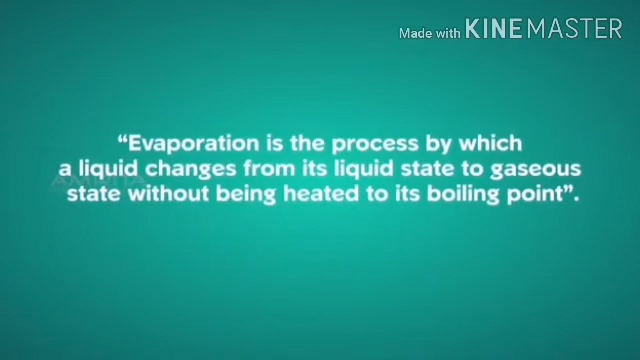 Made with KINEMASTER
“Evaporation is the process by which
a liquid changes from its liquid state to gaseous
state without being heated to its boiling point”.